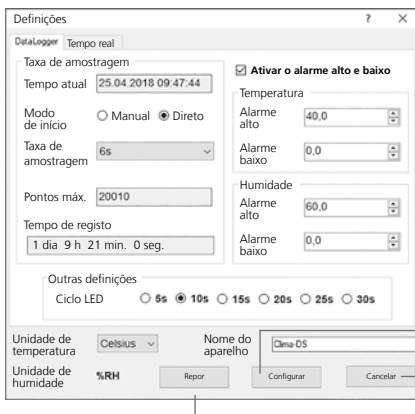 Definições ? ×
DataLogger Tempo real
Taxa de amostragem
Tempo atual 25.04.2018 09:47:44
Modo de início Manual Direto
Taxa de amostragem 6s
Pontos máx. 20010
Tempo de registo
1 dia 9 h 21 min. 0 seg.
Ativar o alarme alto e baixo
Temperatura
Alarme alto 40,0
Alarme baixo 0,0
Humidade
Alarme alto 60,0
Alarme baixo 0,0
Outras definições
Ciclo LED 5s 10s 15s 20s 25s 30s
Unidade de temperatura Celsius
Nome do aparelho Clima-DS
Unidade de humidade %RH
Repor Configurar Cancelar